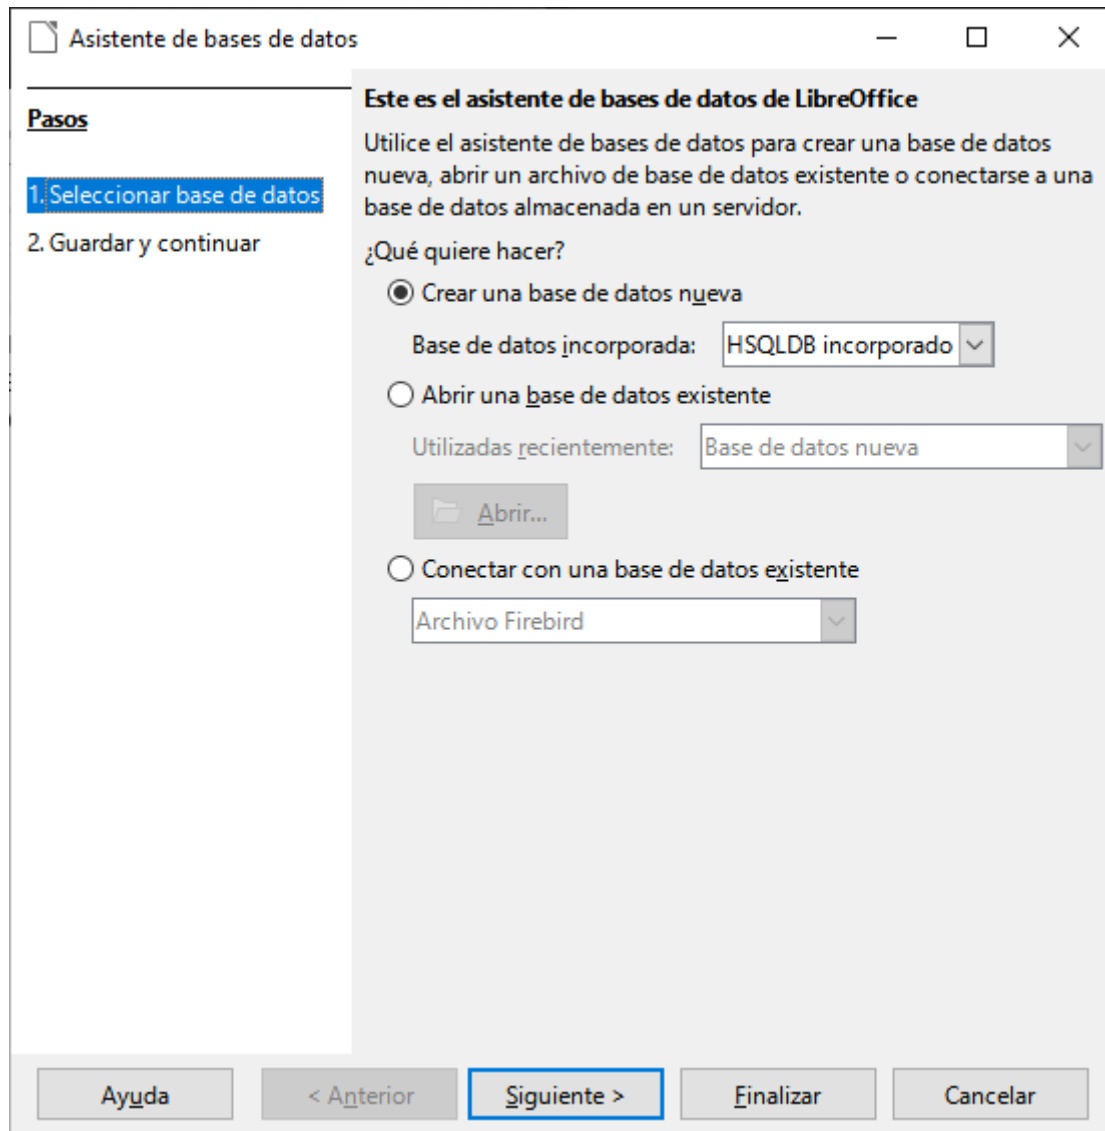 Asistente de bases de datos
Pasos
1. Seleccionar base de datos
2. Guardar y continuar
Este es el asistente de bases de datos de LibreOffice
Utilice el asistente de bases de datos para crear una base de datos
nueva, abrir un archivo de base de datos existente o conectarse a una
base de datos almacenada en un servidor.
¿Qué quiere hacer?
Crear una base de datos nueva
Base de datos incorporada: HSQLDB incorporado
Abrir una base de datos existente
Utilizadas recientemente: Base de datos nueva
Abrir...
Conectar con una base de datos existente
Archivo Firebird
Ayuda < Anterior Siguiente > Finalizar Cancelar